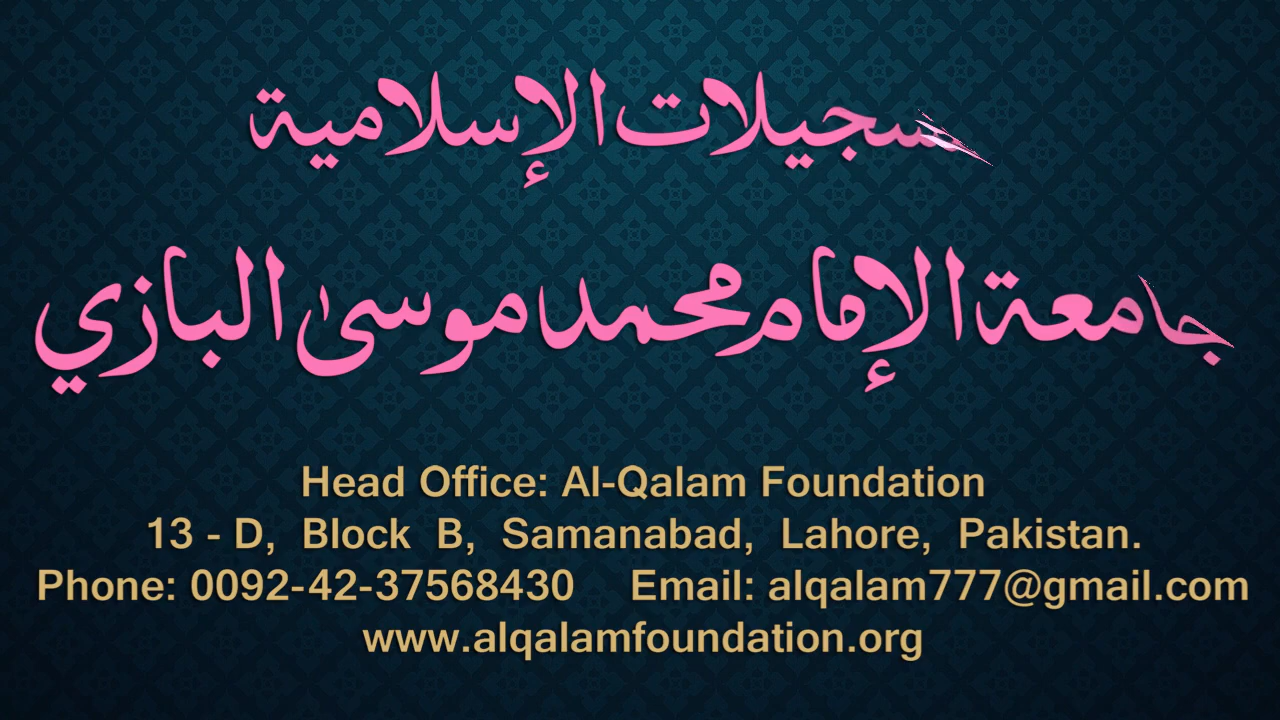 سجيلات الإسلامية
جامعة الإمام محمد موسىٰ البازي
Head Office: Al-Qalam Foundation
13 - D, Block B, Samanabad, Lahore, Pakistan.
Phone: 0092-42-37568430 Email: alqalam777@gmail.com
www.alqalamfoundation.org